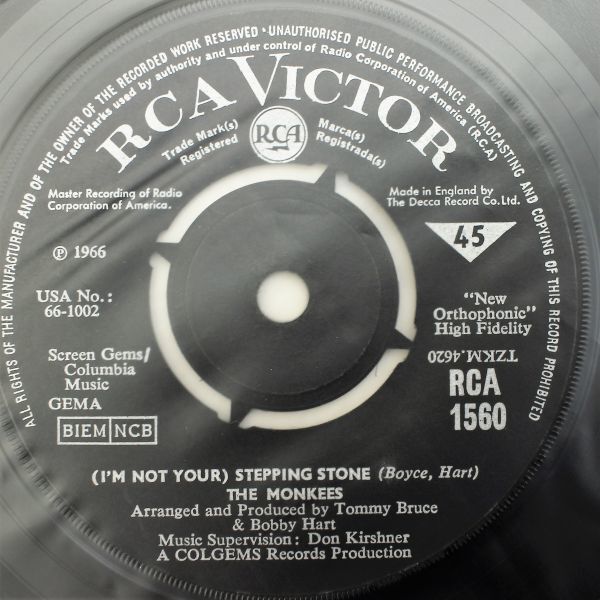 ALL RIGHTS OF THE MANUFACTURER AND OF THE OWNER OF THE RECORDED WORK RESERVED · UNAUTHORISED PUBLIC PERFORMANCE BROADCASTING AND COPYING OF THIS RECORD PROHIBITED
Trade Marks used by authority and under control of Radio Corporation of America (R.C.A)
RCA VICTOR
Trade Mark(s)
Registered
RCA
Marca(s)
Registrada(s)
Master Recording of Radio
Corporation of America.
Made in England by
The Decca Record Co. Ltd.
45
℗ 1966
USA No.:
66-1002
"New
Orthophonic"
High Fidelity
Screen Gems/
Columbia
Music
GEMA
BIEM NCB
TZKM.4620
RCA
1560
(I'M NOT YOUR) STEPPING STONE (Boyce, Hart)
THE MONKEES
Arranged and Produced by Tommy Bruce
& Bobby Hart
Music Supervision: Don Kirshner
A COLGEMS Records Production